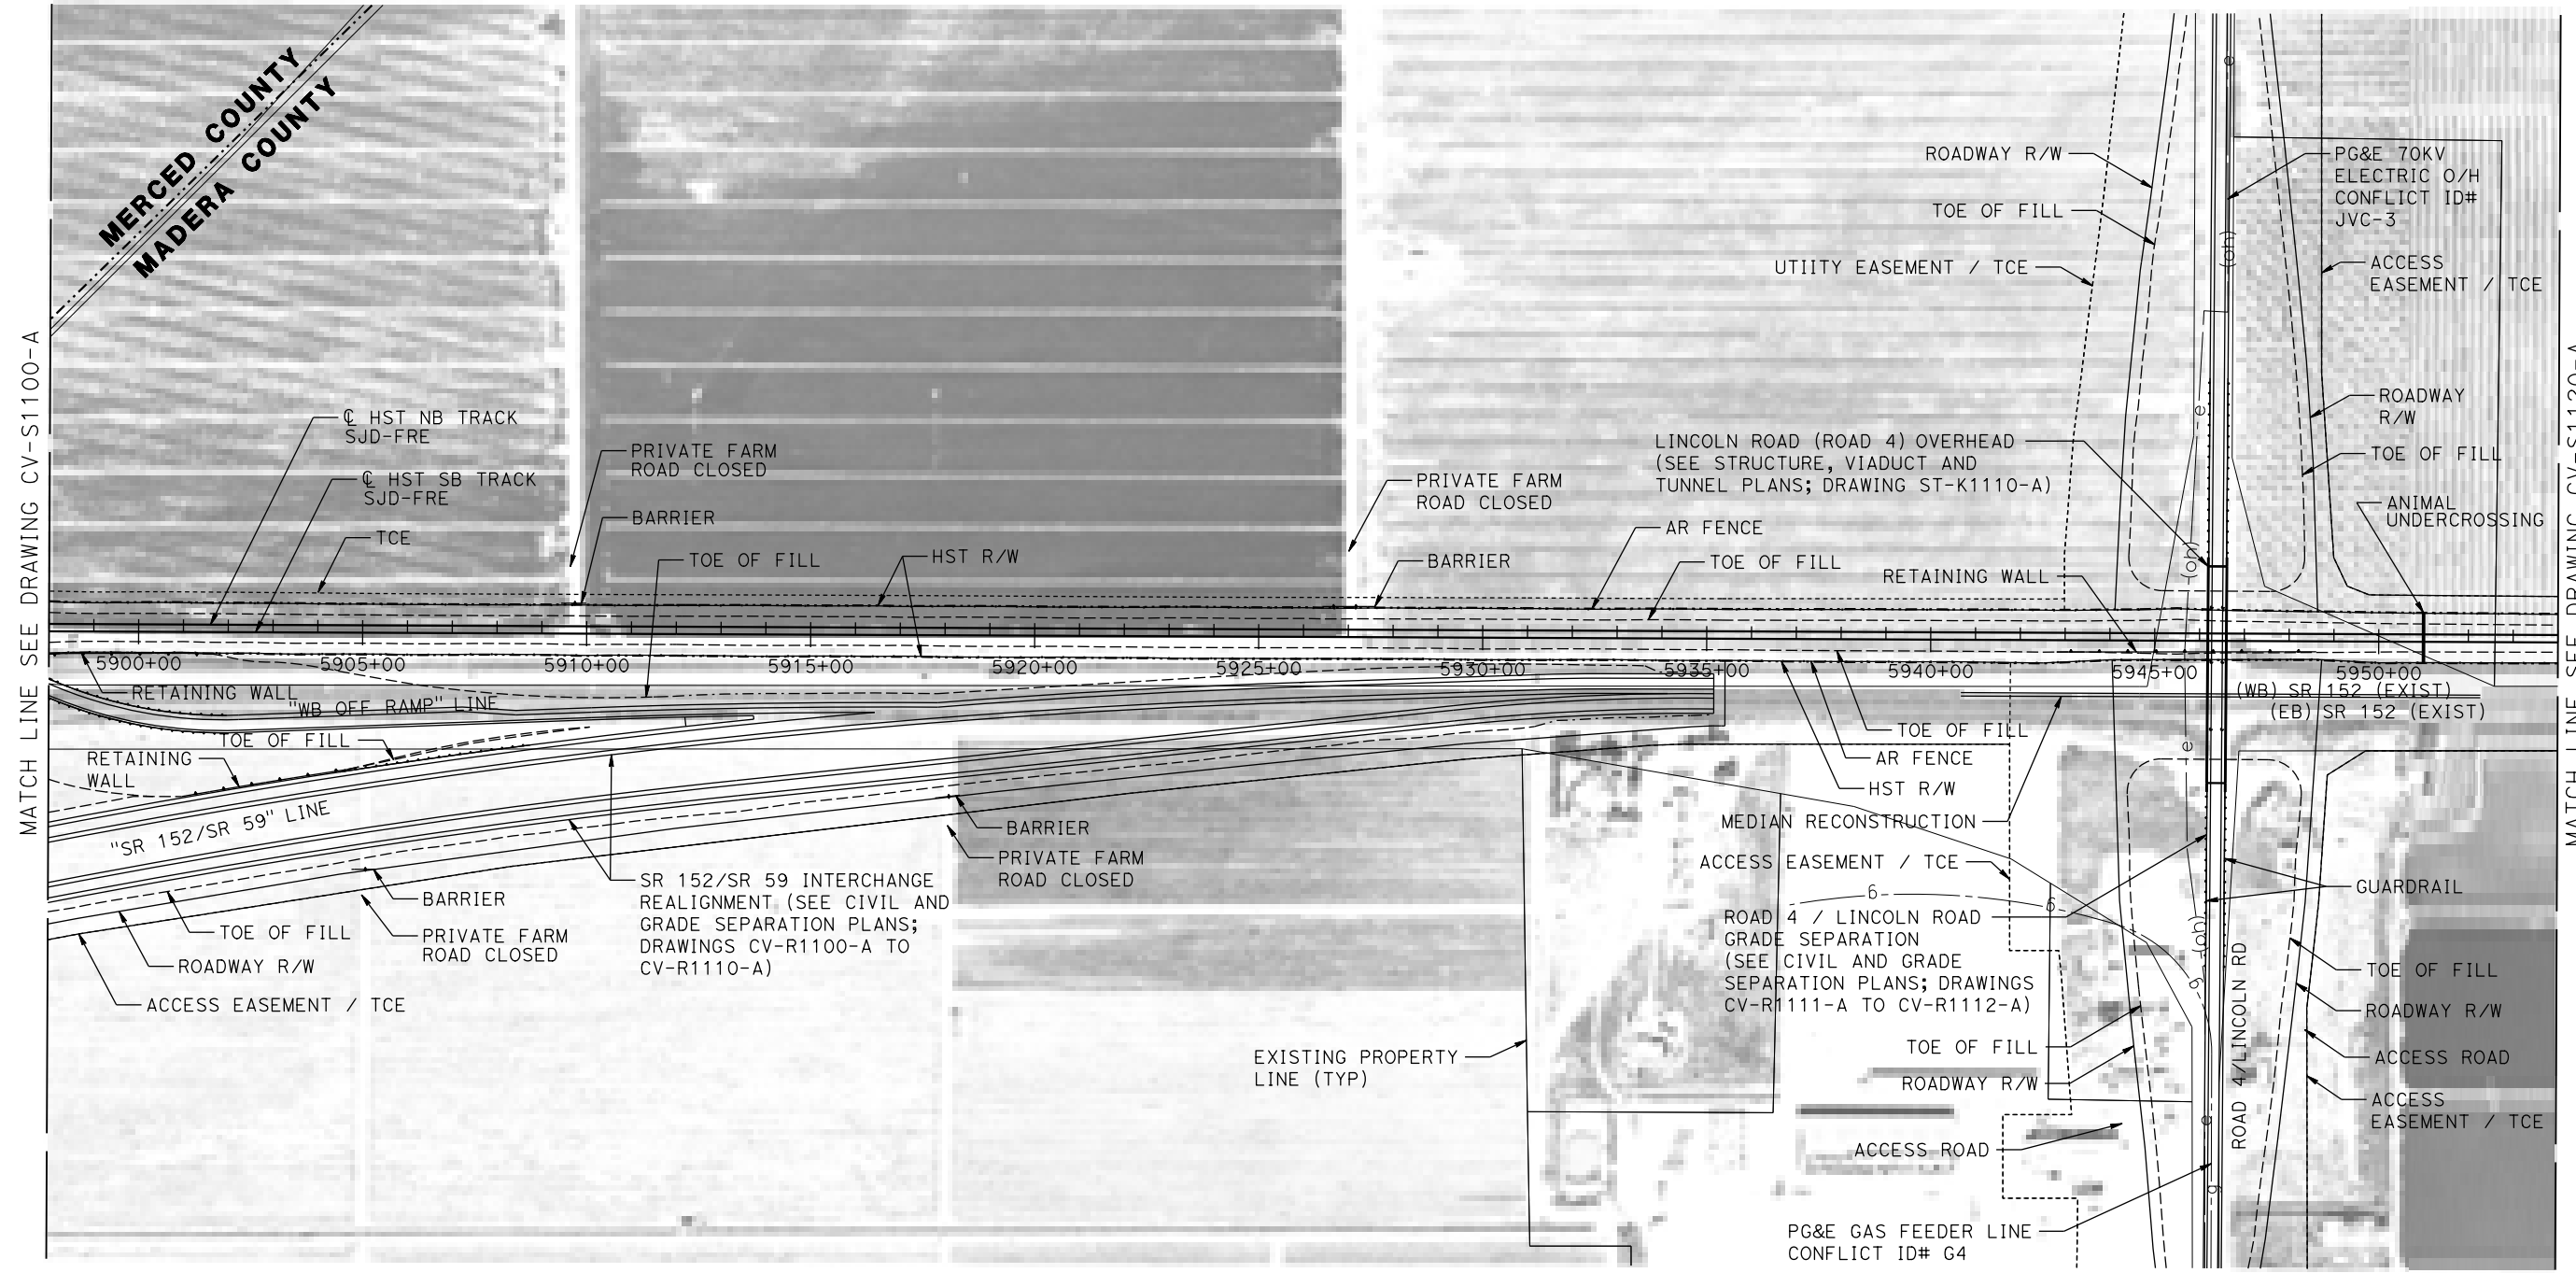 MERCED COUNTY
MADERA COUNTY
MATCH LINE SEE DRAWING CV-S1100-A
℄ HST NB TRACK
SJD-FRE
℄ HST SB TRACK
SJD-FRE
TCE
PRIVATE FARM
ROAD CLOSED
BARRIER
TOE OF FILL
HST R/W
PRIVATE FARM
ROAD CLOSED
BARRIER
AR FENCE
TOE OF FILL
RETAINING WALL
LINCOLN ROAD (ROAD 4) OVERHEAD
(SEE STRUCTURE, VIADUCT AND
TUNNEL PLANS; DRAWING ST-K1110-A)
ROADWAY R/W
TOE OF FILL
UTIITY EASEMENT / TCE
PG&E 70KV
ELECTRIC O/H
CONFLICT ID#
JVC-3
ACCESS
EASEMENT / TCE
ROADWAY
R/W
TOE OF FILL
ANIMAL
UNDERCROSSING
MATCH LINE SEE DRAWING CV-S1120-A
e
(oh)
e
(oh)
5900+00
5905+00
5910+00
5915+00
5920+00
5925+00
5930+00
5935+00
5940+00
5945+00
5950+00
RETAINING WALL
"WB OFF RAMP" LINE
TOE OF FILL
RETAINING
WALL
"SR 152/SR 59" LINE
BARRIER
TOE OF FILL
PRIVATE FARM
ROAD CLOSED
ROADWAY R/W
ACCESS EASEMENT / TCE
SR 152/SR 59 INTERCHANGE
REALIGNMENT (SEE CIVIL AND
GRADE SEPARATION PLANS;
DRAWINGS CV-R1100-A TO
CV-R1110-A)
BARRIER
PRIVATE FARM
ROAD CLOSED
EXISTING PROPERTY
LINE (TYP)
(WB) SR 152 (EXIST)
(EB) SR 152 (EXIST)
TOE OF FILL
AR FENCE
HST R/W
MEDIAN RECONSTRUCTION
ACCESS EASEMENT / TCE
ROAD 4 / LINCOLN ROAD
GRADE SEPARATION
(SEE CIVIL AND GRADE
SEPARATION PLANS; DRAWINGS
CV-R1111-A TO CV-R1112-A)
TOE OF FILL
ROADWAY R/W
ACCESS ROAD
PG&E GAS FEEDER LINE
CONFLICT ID# G4
e
(oh)
g
g
g
g
g
ROAD 4/LINCOLN RD
GUARDRAIL
TOE OF FILL
ROADWAY R/W
ACCESS ROAD
ACCESS
EASEMENT / TCE